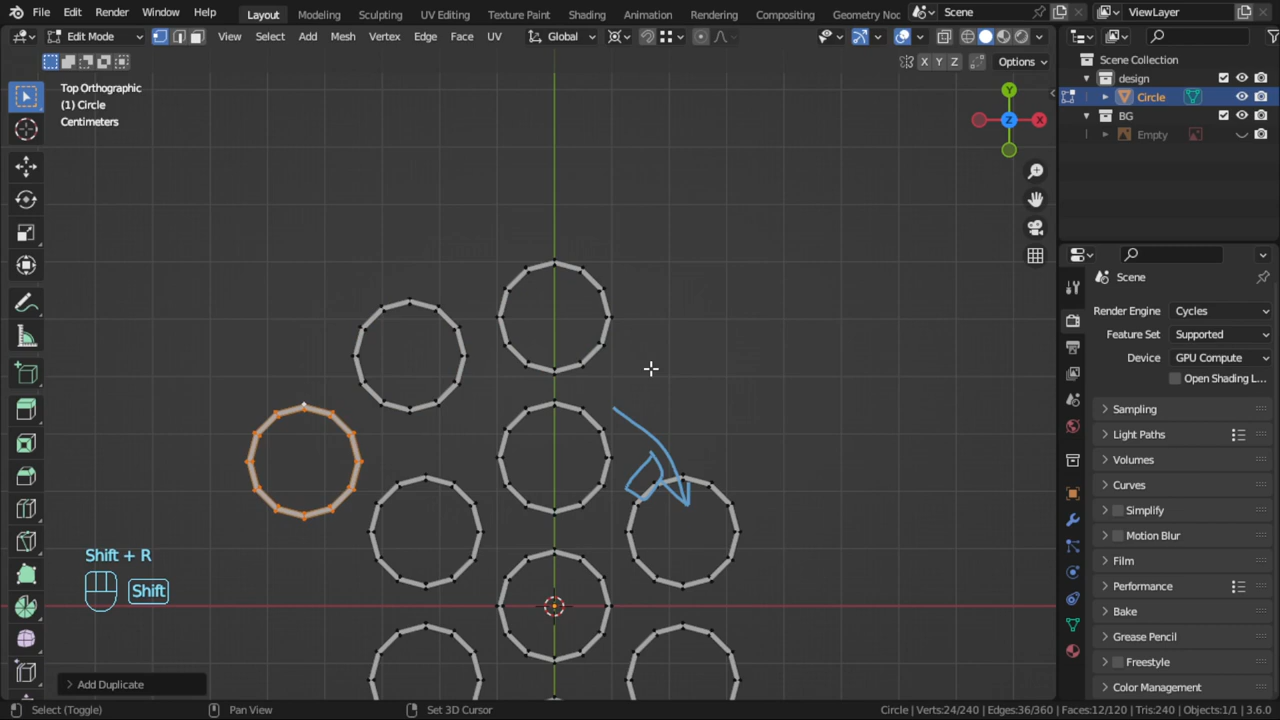 File Edit Render Window Help Layout Modeling Sculpting UV Editing Texture Paint Shading Animation Rendering Compositing Geometry Noc Scene ViewLayer
Edit Mode View Select Add Mesh Vertex Edge Face UV Global
X Y Z Options
Top Orthographic
(1) Circle
Centimeters
Y
Z
X
Scene Collection
design
Circle
BG
Empty
Scene
Render Engine Cycles
Feature Set Supported
Device GPU Compute
Open Shading L...
Sampling
Light Paths
Volumes
Curves
Simplify
Motion Blur
Film
Performance
Bake
Grease Pencil
Freestyle
Color Management
Shift + R
Shift
Add Duplicate
Select (Toggle) Pan View Set 3D Cursor Circle | Verts:24/240 | Edges:36/360 | Faces:12/120 | Tris:240 | Objects:1/1 | 3.6.0